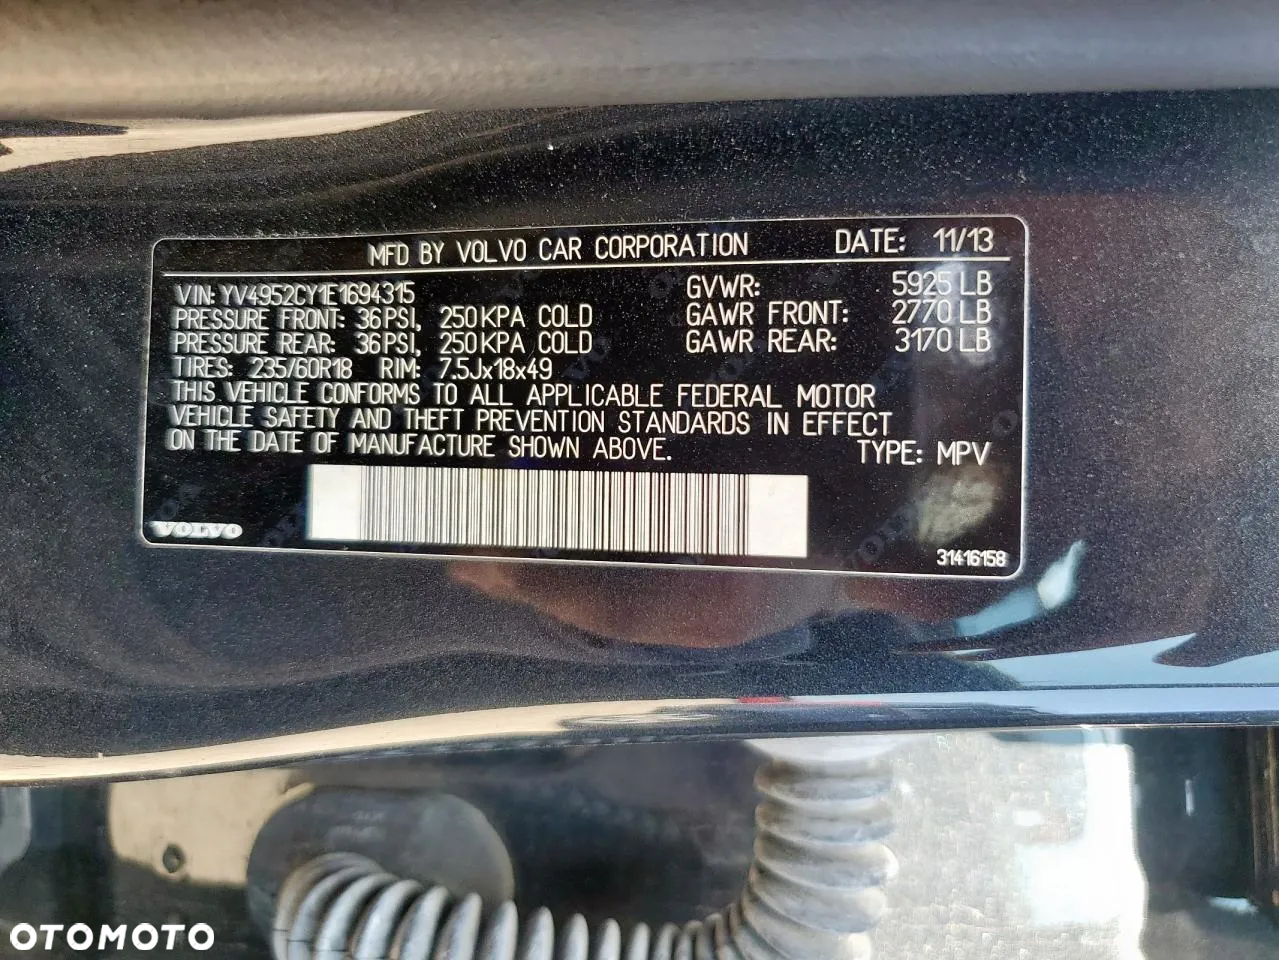 MFD BY VOLVO CAR CORPORATION DATE: 11/13
VIN: YV4952CY1E1694315 GVWR: 5925 LB
PRESSURE FRONT: 36PSI, 250KPA COLD GAWR FRONT: 2770 LB
PRESSURE REAR: 36PSI, 250KPA COLD GAWR REAR: 3170 LB
TIRES: 235/60R18 RIM: 7.5Jx18x49
THIS VEHICLE CONFORMS TO ALL APPLICABLE FEDERAL MOTOR
VEHICLE SAFETY AND THEFT PREVENTION STANDARDS IN EFFECT
ON THE DATE OF MANUFACTURE SHOWN ABOVE. TYPE: MPV
VOLVO
31416158
OTOMOTO